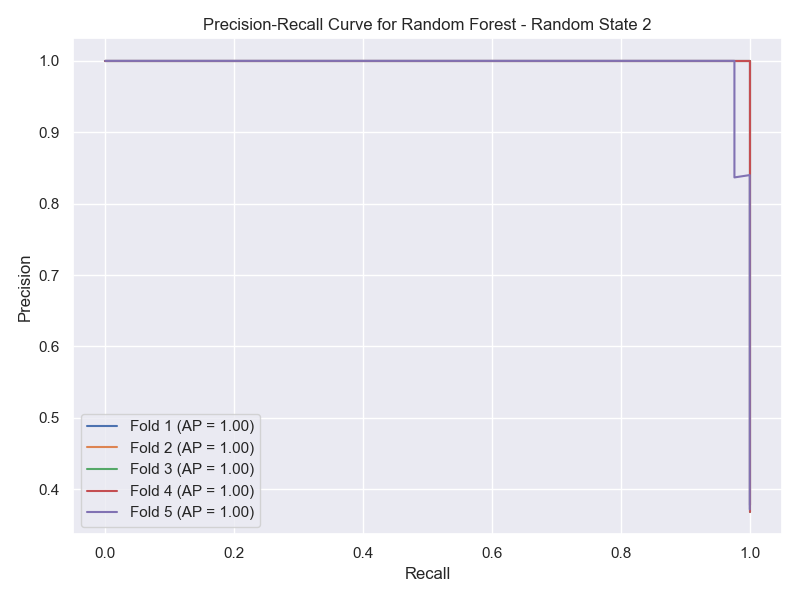 Precision-Recall Curve for Random Forest - Random State 2
1.0
0.9
0.8
0.7
0.6
0.5
0.4
Precision
Fold 1 (AP = 1.00)
Fold 2 (AP = 1.00)
Fold 3 (AP = 1.00)
Fold 4 (AP = 1.00)
Fold 5 (AP = 1.00)
0.0 0.2 0.4 0.6 0.8 1.0
Recall